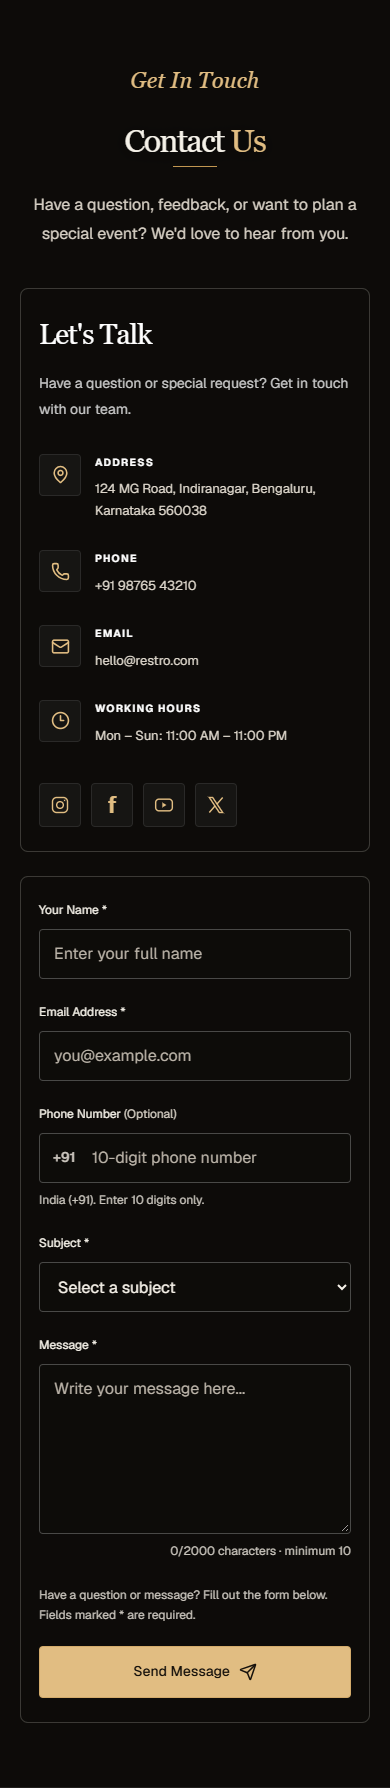 Get In Touch
Contact Us
Have a question, feedback, or want to plan a
special event? We'd love to hear from you.
Let's Talk
Have a question or special request? Get in touch
with our team.
ADDRESS
124 MG Road, Indiranagar, Bengaluru,
Karnataka 560038
PHONE
+91 98765 43210
EMAIL
hello@restro.com
WORKING HOURS
Mon – Sun: 11:00 AM – 11:00 PM
Your Name *
Enter your full name
Email Address *
you@example.com
Phone Number (Optional)
+91 10-digit phone number
India (+91). Enter 10 digits only.
Subject *
Select a subject
Message *
Write your message here...
0/2000 characters · minimum 10
Have a question or message? Fill out the form below.
Fields marked * are required.
Send Message